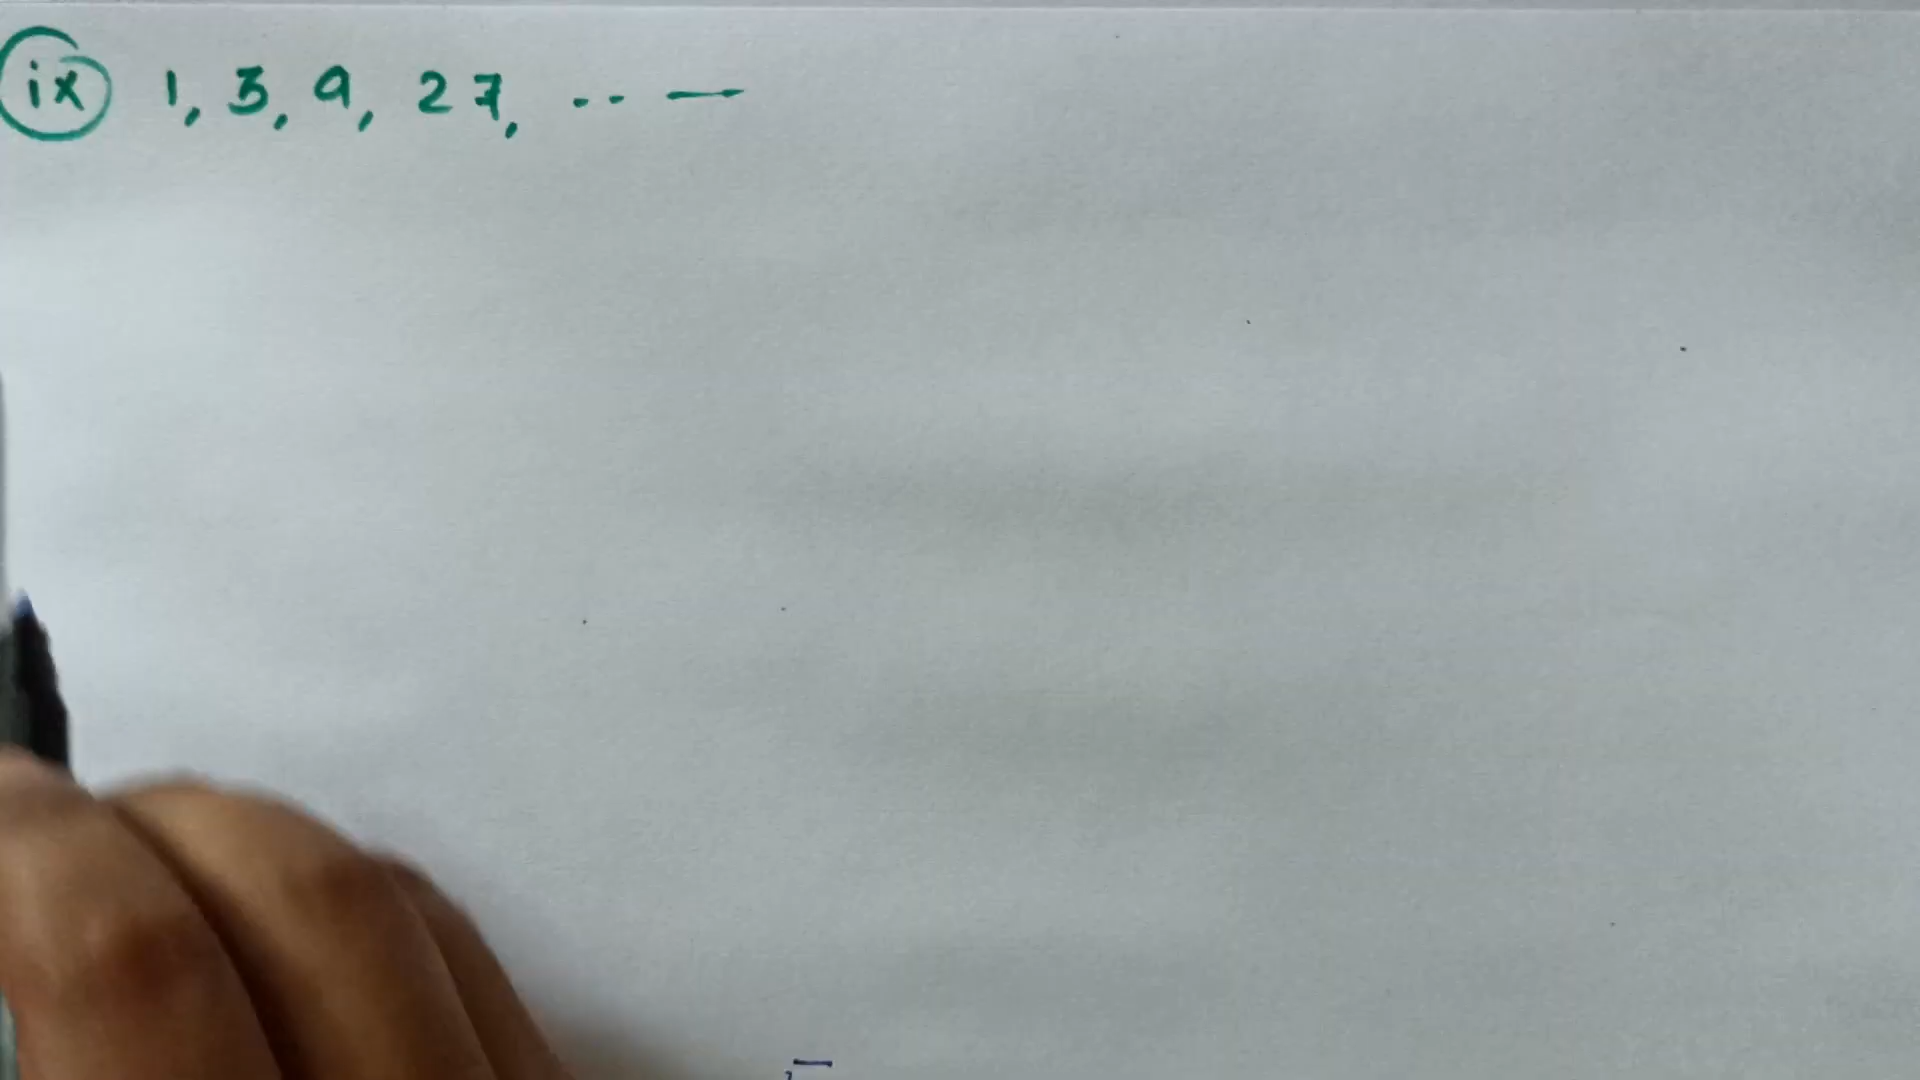 ix 1, 3, 9, 27, .. —